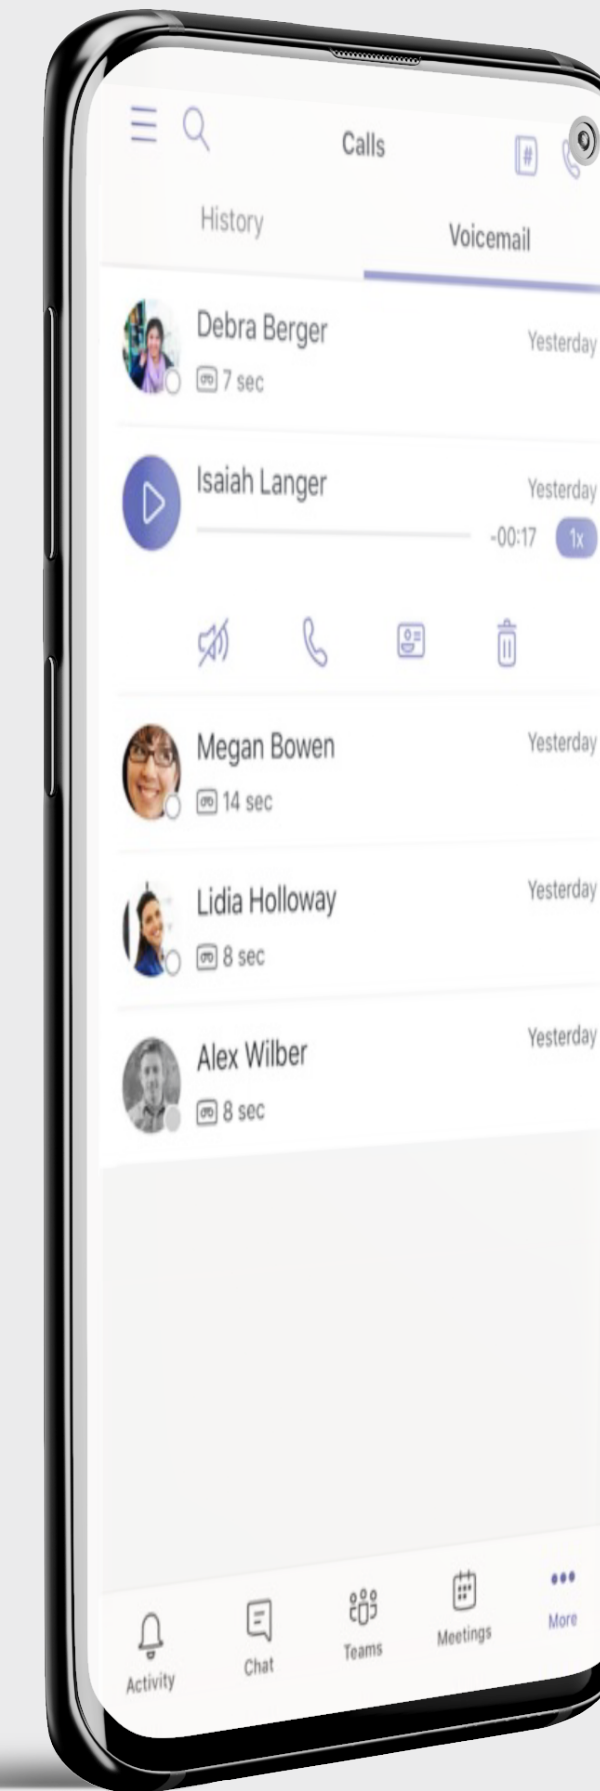 Calls
#
History Voicemail
Debra Berger Yesterday
7 sec
Isaiah Langer Yesterday
-00:17 1x
Megan Bowen Yesterday
14 sec
Lidia Holloway Yesterday
8 sec
Alex Wilber Yesterday
8 sec
Activity Chat Teams Meetings More